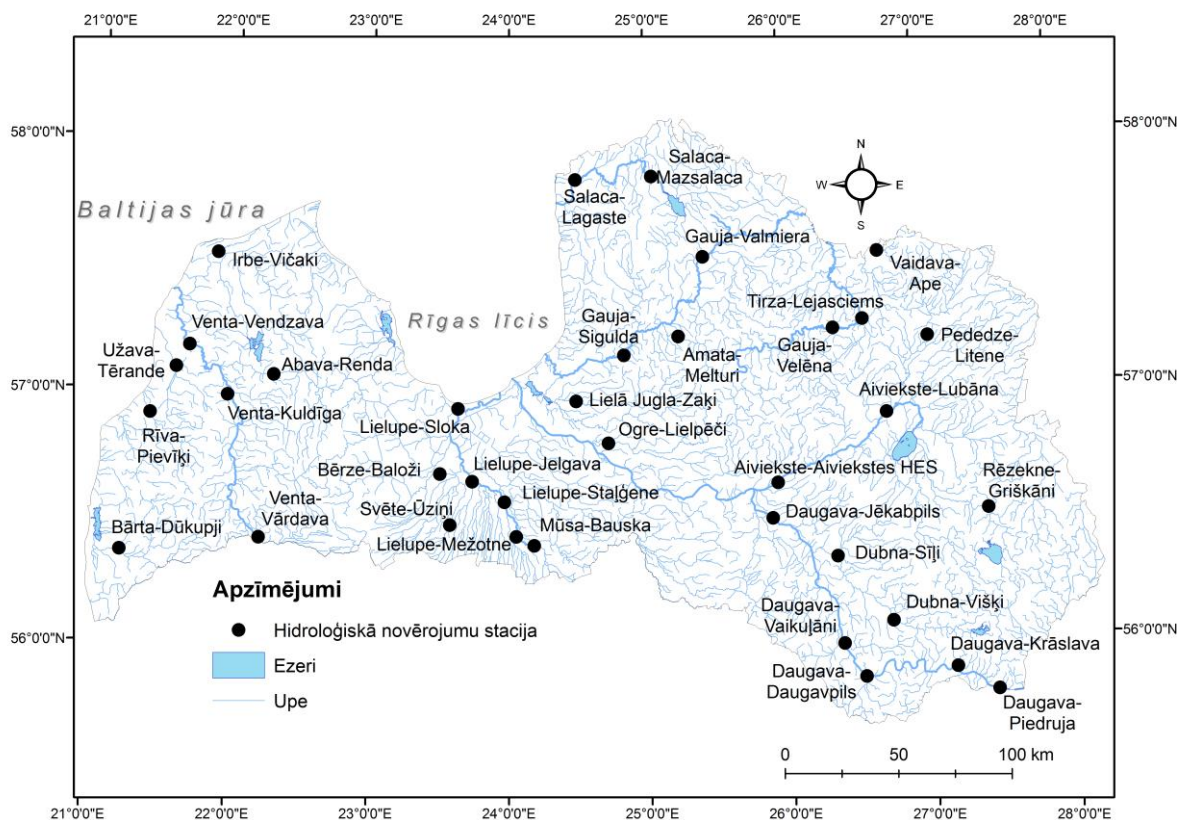 21°0'0"E
22°0'0"E
23°0'0"E
24°0'0"E
25°0'0"E
26°0'0"E
27°0'0"E
28°0'0"E
58°0'0"N
58°0'0"N
57°0'0"N
57°0'0"N
56°0'0"N
56°0'0"N
N
W
E
S
Baltijas jūra
Rīgas līcis
Salaca-
Mazsalaca
Salaca-
Lagaste
Gauja-Valmiera
Irbe-Vičaki
Vaidava-
Ape
Tirza-Lejasciems
Venta-Vendzava
Gauja-
Sigulda
Pededze-
Litene
Užava-
Tērande
Amata-
Melturi
Gauja-
Velēna
Abava-Renda
Aiviekste-Lubāna
Lielā Jugla-Zaķi
Venta-Kuldīga
Lielupe-Sloka
Ogre-Lielpēči
Rīva-
Pievīķi
Bērze-Baloži
Lielupe-Jelgava
Aiviekste-Aiviekstes HES
Rēzekne-
Griškāni
Lielupe-Staļģene
Venta-
Vārdava
Svēte-Ūziņi
Daugava-Jēkabpils
Bārta-Dūkupji
Mūsa-Bauska
Lielupe-Mežotne
Dubna-Sīļi
Dubna-Višķi
Daugava-
Vaikuļāni
Daugava-Krāslava
Daugava-
Daugavpils
Daugava-
Piedruja
Apzīmējumi
Hidroloģiskā novērojumu stacija
Ezeri
Upe
0
50
100 km
21°0'0"E
22°0'0"E
23°0'0"E
24°0'0"E
25°0'0"E
26°0'0"E
27°0'0"E
28°0'0"E